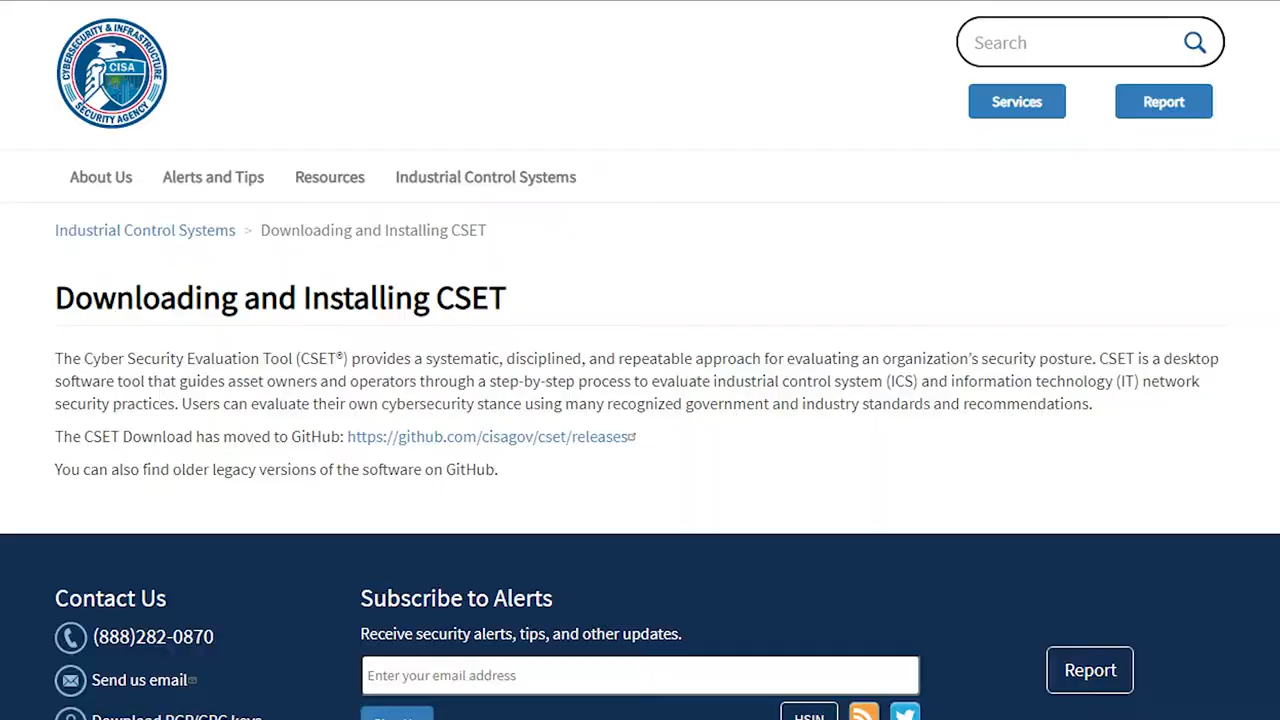 CYBERSECURITY & INFRASTRUCTURE
CISA
SECURITY AGENCY
Search
Services
Report
About Us
Alerts and Tips
Resources
Industrial Control Systems
Industrial Control Systems > Downloading and Installing CSET
Downloading and Installing CSET
The Cyber Security Evaluation Tool (CSET®) provides a systematic, disciplined, and repeatable approach for evaluating an organization's security posture. CSET is a desktop
software tool that guides asset owners and operators through a step-by-step process to evaluate industrial control system (ICS) and information technology (IT) network
security practices. Users can evaluate their own cybersecurity stance using many recognized government and industry standards and recommendations.
The CSET Download has moved to GitHub: https://github.com/cisagov/cset/releases
You can also find older legacy versions of the software on GitHub.
Contact Us
(888)282-0870
Send us email
Download PGP/GPG keys
Subscribe to Alerts
Receive security alerts, tips, and other updates.
Enter your email address
HSIN
Report